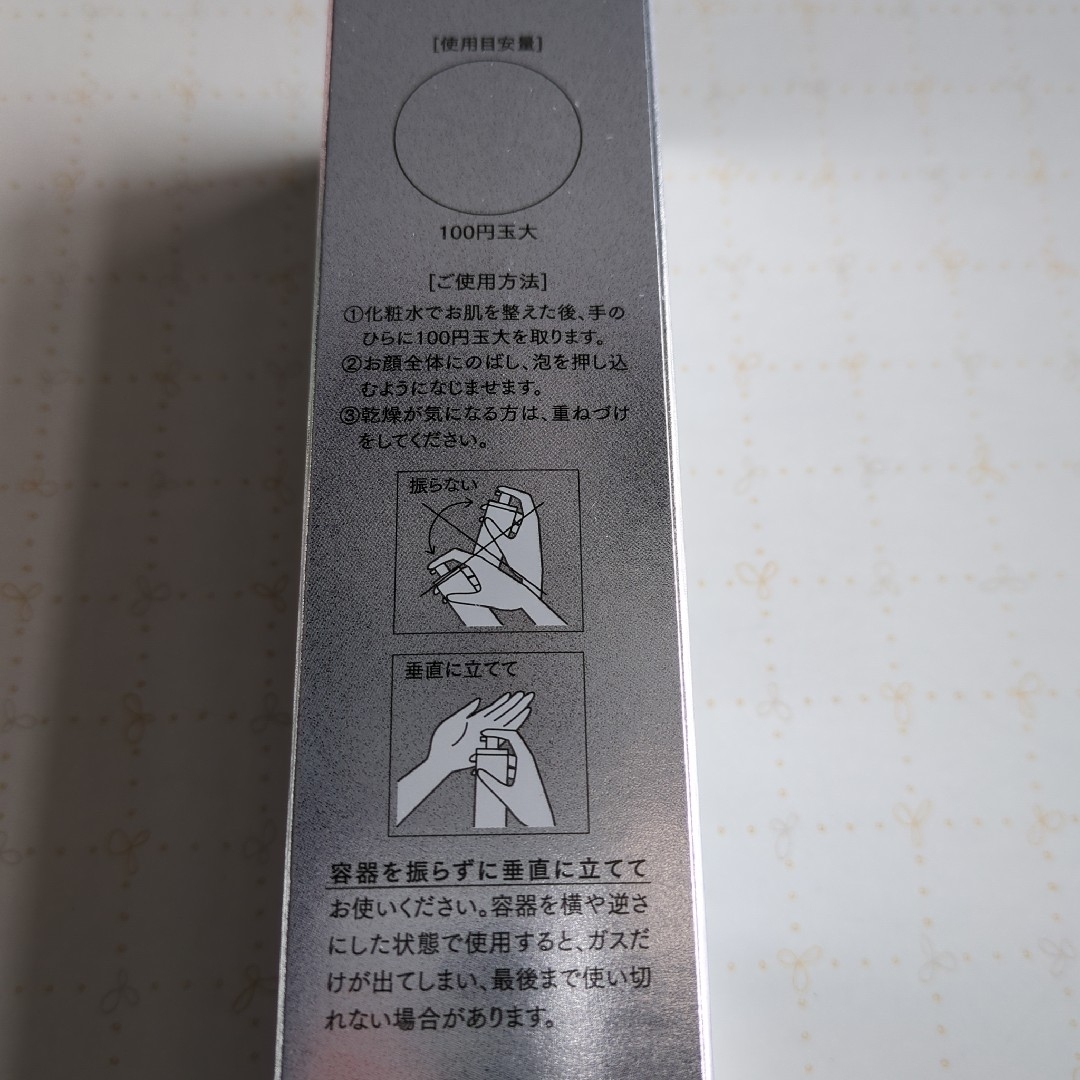 [使用目安量]
100円玉大
[ご使用方法]
①化粧水でお肌を整えた後、手の
ひらに100円玉大を取ります。
②お顔全体にのばし、泡を押し込
むようになじませます。
③乾燥が気になる方は、重ねづけ
をしてください。
振らない
垂直に立てて
容器を振らずに垂直に立てて
お使いください。容器を横や逆さ
にした状態で使用すると、ガスだ
けが出てしまい、最後まで使い切
れない場合があります。